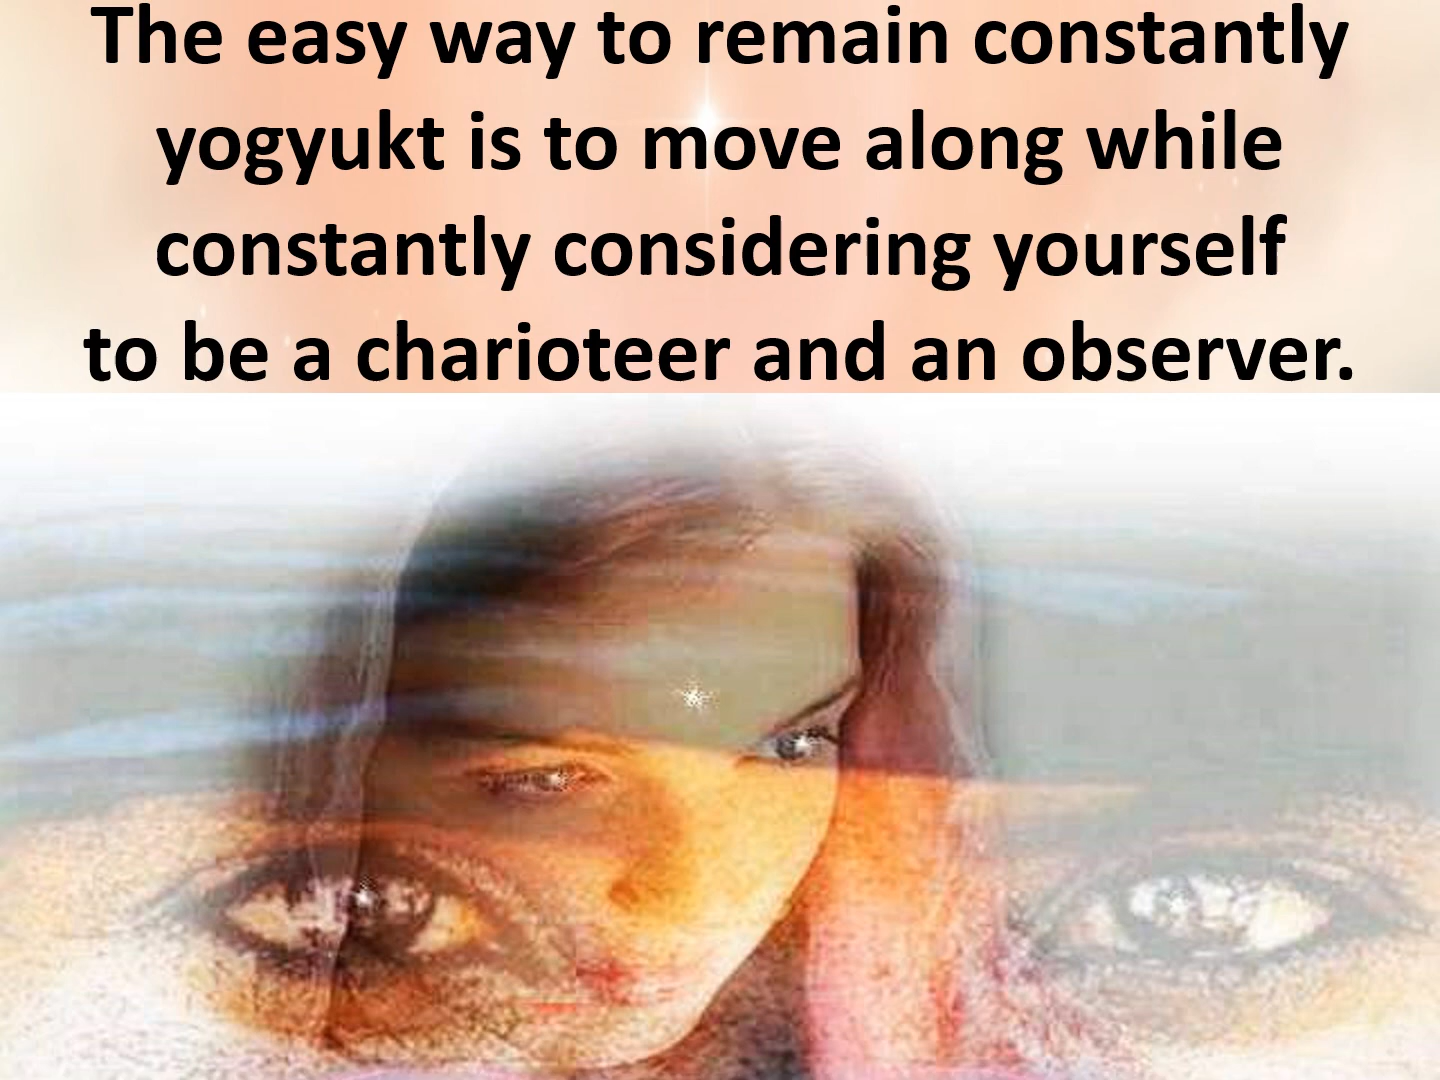 The easy way to remain constantly
yogyukt is to move along while
constantly considering yourself
to be a charioteer and an observer.